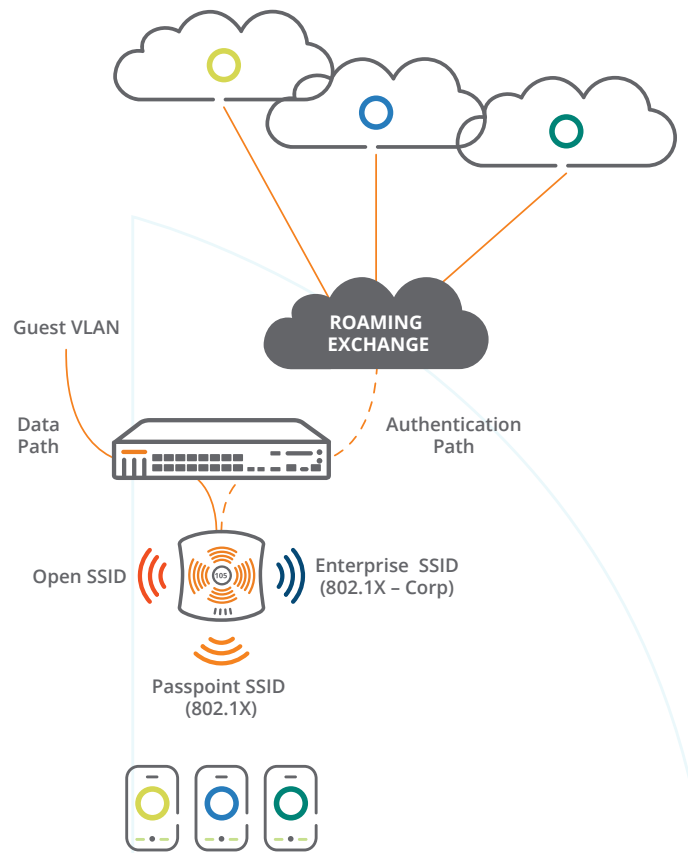 ROAMING
EXCHANGE
Guest VLAN
Data
Path
Authentication
Path
Open SSID
105
Enterprise SSID
(802.1X – Corp)
Passpoint SSID
(802.1X)